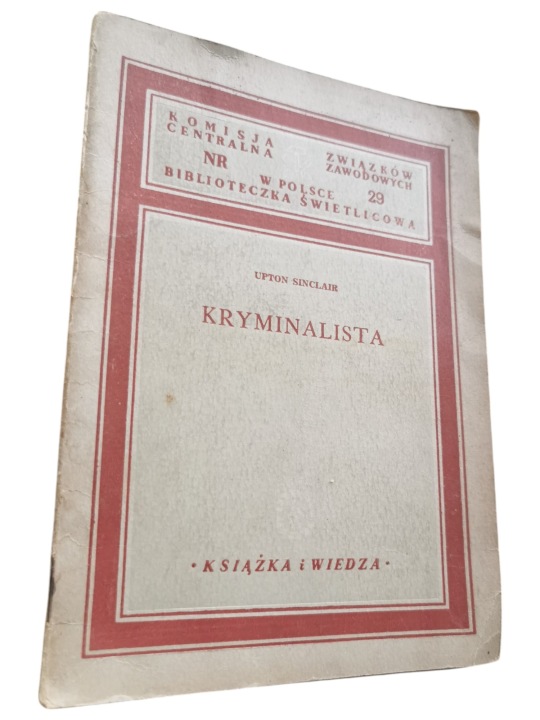 KOMISJA ZWIĄZKÓW
CENTRALNA ZAWODOWYCH
NR W POLSCE 29
BIBLIOTECZKA ŚWIETLICOWA
UPTON SINCLAIR
KRYMINALISTA
• KSIĄŻKA i WIEDZA •